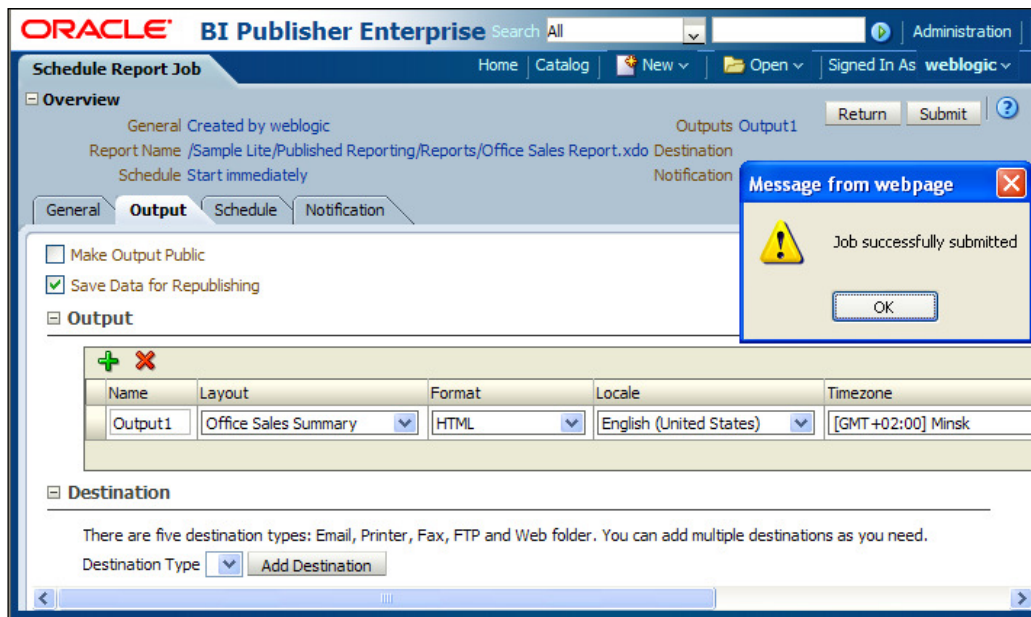 ORACLE BI Publisher Enterprise Search All Administration
Schedule Report Job Home Catalog New Open Signed In As weblogic
Overview
Return Submit ?
General Created by weblogic Outputs Output1
Report Name /Sample Lite/Published Reporting/Reports/Office Sales Report.xdo Destination
Schedule Start immediately Notification
Message from webpage
Job successfully submitted
OK
General Output Schedule Notification
Make Output Public
Save Data for Republishing
Output
Name Layout Format Locale Timezone
Output1 Office Sales Summary HTML English (United States) [GMT+02:00] Minsk
Destination
There are five destination types: Email, Printer, Fax, FTP and Web folder. You can add multiple destinations as you need.
Destination Type Add Destination